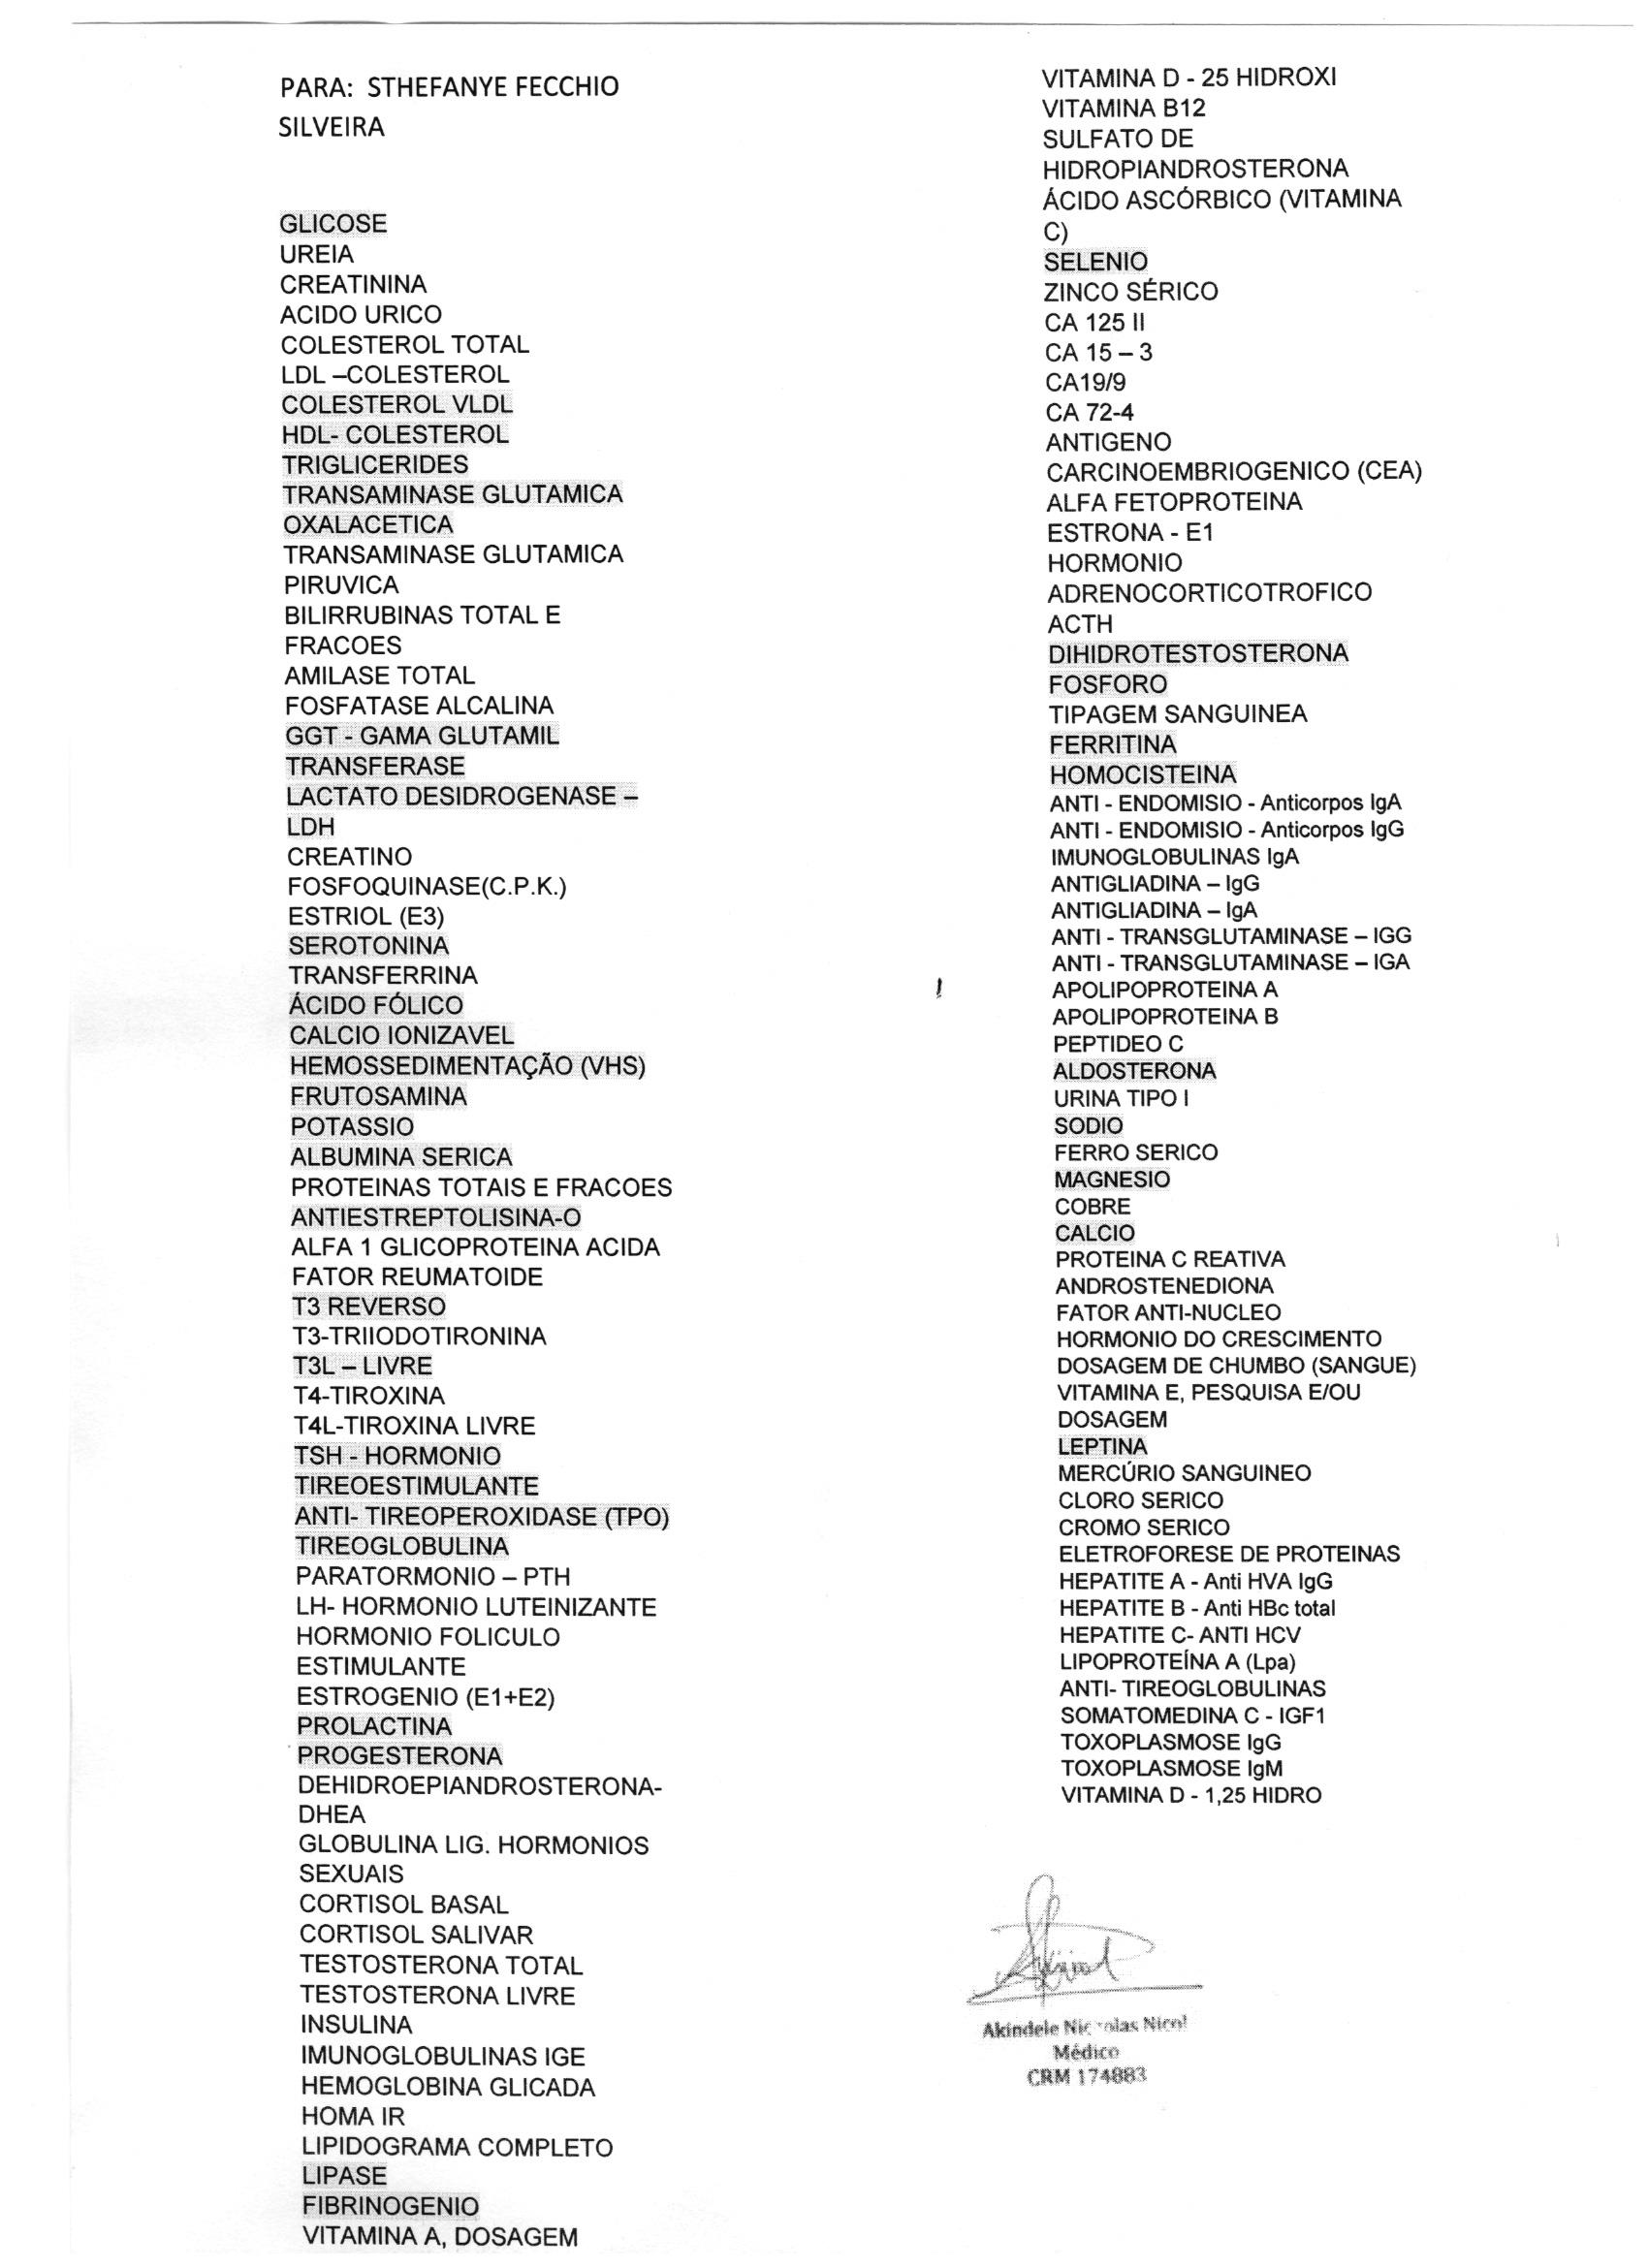 PARA: STHEFANYE FECCHIO
SILVEIRA
GLICOSE
UREIA
CREATININA
ACIDO URICO
COLESTEROL TOTAL
LDL –COLESTEROL
COLESTEROL VLDL
HDL- COLESTEROL
TRIGLICERIDES
TRANSAMINASE GLUTAMICA
OXALACETICA
TRANSAMINASE GLUTAMICA
PIRUVICA
BILIRRUBINAS TOTAL E
FRACOES
AMILASE TOTAL
FOSFATASE ALCALINA
GGT - GAMA GLUTAMIL
TRANSFERASE
LACTATO DESIDROGENASE –
LDH
CREATINO
FOSFOQUINASE(C.P.K.)
ESTRIOL (E3)
SEROTONINA
TRANSFERRINA
ÁCIDO FÓLICO
CALCIO IONIZAVEL
HEMOSSEDIMENTAÇÃO (VHS)
FRUTOSAMINA
POTASSIO
ALBUMINA SERICA
PROTEINAS TOTAIS E FRACOES
ANTIESTREPTOLISINA-O
ALFA 1 GLICOPROTEINA ACIDA
FATOR REUMATOIDE
T3 REVERSO
T3-TRIIODOTIRONINA
T3L – LIVRE
T4-TIROXINA
T4L-TIROXINA LIVRE
TSH - HORMONIO
TIREOESTIMULANTE
ANTI- TIREOPEROXIDASE (TPO)
TIREOGLOBULINA
PARATORMONIO – PTH
LH- HORMONIO LUTEINIZANTE
HORMONIO FOLICULO
ESTIMULANTE
ESTROGENIO (E1+E2)
PROLACTINA
PROGESTERONA
DEHIDROEPIANDROSTERONA-
DHEA
GLOBULINA LIG. HORMONIOS
SEXUAIS
CORTISOL BASAL
CORTISOL SALIVAR
TESTOSTERONA TOTAL
TESTOSTERONA LIVRE
INSULINA
IMUNOGLOBULINAS IGE
HEMOGLOBINA GLICADA
HOMA IR
LIPIDOGRAMA COMPLETO
LIPASE
FIBRINOGENIO
VITAMINA A, DOSAGEM
VITAMINA D - 25 HIDROXI
VITAMINA B12
SULFATO DE
HIDROPIANDROSTERONA
ÁCIDO ASCÓRBICO (VITAMINA
C)
SELENIO
ZINCO SÉRICO
CA 125 II
CA 15 – 3
CA19/9
CA 72-4
ANTIGENO
CARCINOEMBRIOGENICO (CEA)
ALFA FETOPROTEINA
ESTRONA - E1
HORMONIO
ADRENOCORTICOTROFICO
ACTH
DIHIDROTESTOSTERONA
FOSFORO
TIPAGEM SANGUINEA
FERRITINA
HOMOCISTEINA
ANTI - ENDOMISIO - Anticorpos IgA
ANTI - ENDOMISIO - Anticorpos IgG
IMUNOGLOBULINAS IgA
ANTIGLIADINA – IgG
ANTIGLIADINA – IgA
ANTI - TRANSGLUTAMINASE – IGG
ANTI - TRANSGLUTAMINASE – IGA
APOLIPOPROTEINA A
APOLIPOPROTEINA B
PEPTIDEO C
ALDOSTERONA
URINA TIPO I
SODIO
FERRO SERICO
MAGNESIO
COBRE
CALCIO
PROTEINA C REATIVA
ANDROSTENEDIONA
FATOR ANTI-NUCLEO
HORMONIO DO CRESCIMENTO
DOSAGEM DE CHUMBO (SANGUE)
VITAMINA E, PESQUISA E/OU
DOSAGEM
LEPTINA
MERCÚRIO SANGUINEO
CLORO SERICO
CROMO SERICO
ELETROFORESE DE PROTEINAS
HEPATITE A - Anti HVA IgG
HEPATITE B - Anti HBc total
HEPATITE C- ANTI HCV
LIPOPROTEÍNA A (Lpa)
ANTI- TIREOGLOBULINAS
SOMATOMEDINA C - IGF1
TOXOPLASMOSE IgG
TOXOPLASMOSE IgM
VITAMINA D - 1,25 HIDRO
Akindele Nicol
Médico
CRM 174883